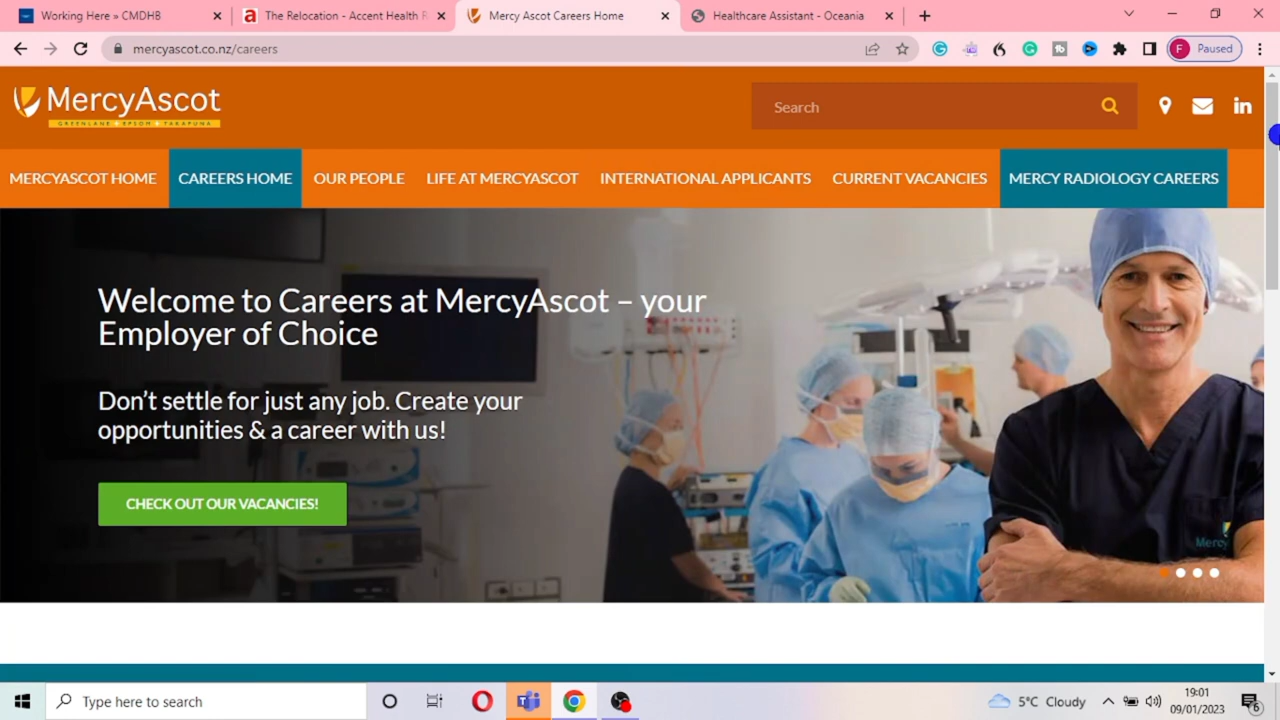 Working Here » CMDHB
The Relocation - Accent Health R
Mercy Ascot Careers Home
Healthcare Assistant - Oceania
mercyascot.co.nz/careers
F Paused
MercyAscot
GREENLANE • EPSOM • TAKAPUNA
Search
MERCYASCOT HOME
CAREERS HOME
OUR PEOPLE
LIFE AT MERCYASCOT
INTERNATIONAL APPLICANTS
CURRENT VACANCIES
MERCY RADIOLOGY CAREERS
Welcome to Careers at MercyAscot – your
Employer of Choice
Don't settle for just any job. Create your
opportunities & a career with us!
CHECK OUT OUR VACANCIES!
Mercy
Type here to search
5°C Cloudy
19:01
09/01/2023
6